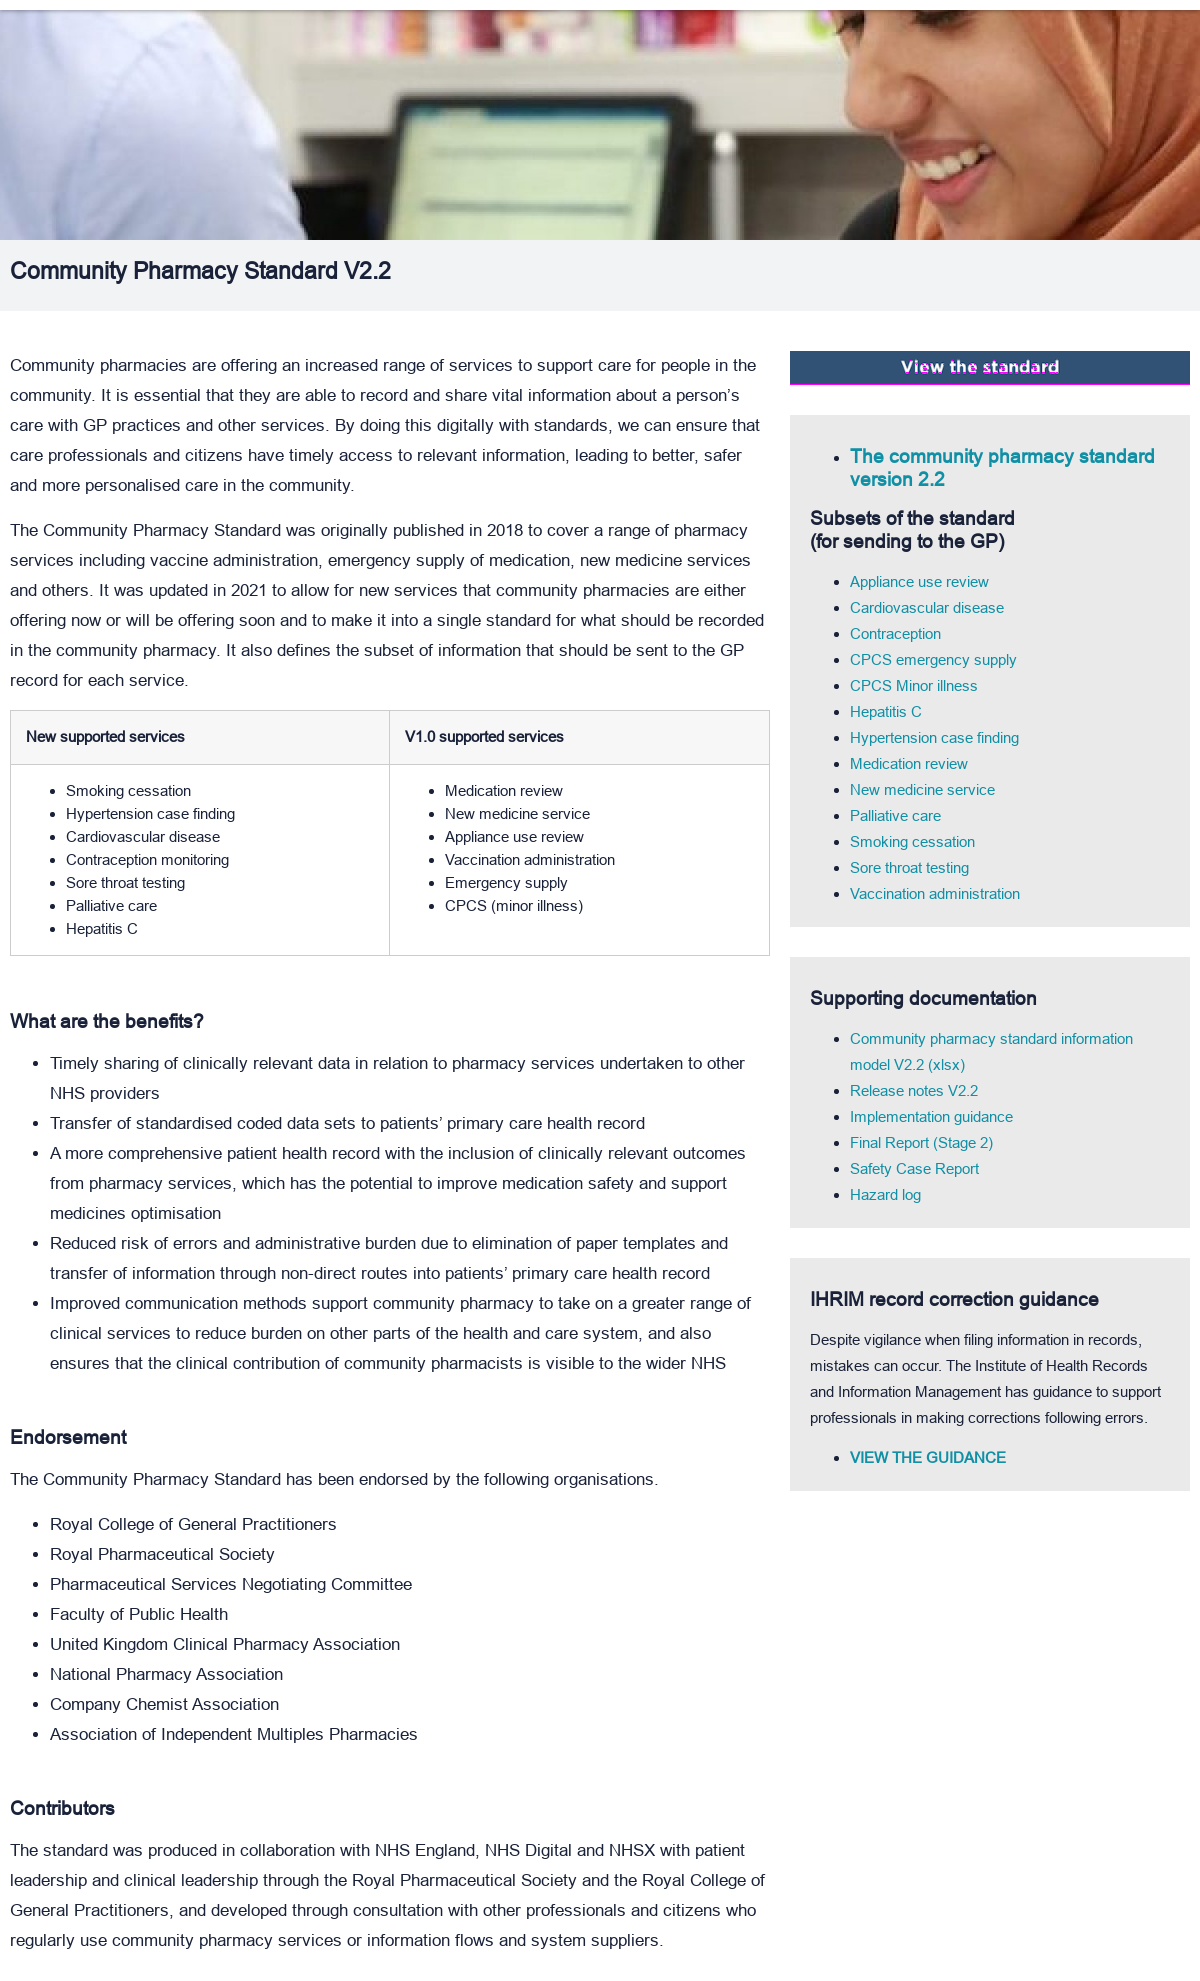 Community Pharmacy Standard V2.2
Community pharmacies are offering an increased range of services to support care for people in the
community. It is essential that they are able to record and share vital information about a person’s
care with GP practices and other services. By doing this digitally with standards, we can ensure that
care professionals and citizens have timely access to relevant information, leading to better, safer
and more personalised care in the community.
The Community Pharmacy Standard was originally published in 2018 to cover a range of pharmacy
services including vaccine administration, emergency supply of medication, new medicine services
and others. It was updated in 2021 to allow for new services that community pharmacies are either
offering now or will be offering soon and to make it into a single standard for what should be recorded
in the community pharmacy. It also defines the subset of information that should be sent to the GP
record for each service.
New supported services
Smoking cessation
Hypertension case finding
Cardiovascular disease
Contraception monitoring
Sore throat testing
Palliative care
Hepatitis C
V1.0 supported services
Medication review
New medicine service
Appliance use review
Vaccination administration
Emergency supply
CPCS (minor illness)
What are the benefits?
Timely sharing of clinically relevant data in relation to pharmacy services undertaken to other
NHS providers
Transfer of standardised coded data sets to patients’ primary care health record
A more comprehensive patient health record with the inclusion of clinically relevant outcomes
from pharmacy services, which has the potential to improve medication safety and support
medicines optimisation
Reduced risk of errors and administrative burden due to elimination of paper templates and
transfer of information through non-direct routes into patients’ primary care health record
Improved communication methods support community pharmacy to take on a greater range of
clinical services to reduce burden on other parts of the health and care system, and also
ensures that the clinical contribution of community pharmacists is visible to the wider NHS
Endorsement
The Community Pharmacy Standard has been endorsed by the following organisations.
Royal College of General Practitioners
Royal Pharmaceutical Society
Pharmaceutical Services Negotiating Committee
Faculty of Public Health
United Kingdom Clinical Pharmacy Association
National Pharmacy Association
Company Chemist Association
Association of Independent Multiples Pharmacies
Contributors
The standard was produced in collaboration with NHS England, NHS Digital and NHSX with patient
leadership and clinical leadership through the Royal Pharmaceutical Society and the Royal College of
General Practitioners, and developed through consultation with other professionals and citizens who
regularly use community pharmacy services or information flows and system suppliers.
View the standard
The community pharmacy standard
version 2.2
Subsets of the standard
(for sending to the GP)
Appliance use review
Cardiovascular disease
Contraception
CPCS emergency supply
CPCS Minor illness
Hepatitis C
Hypertension case finding
Medication review
New medicine service
Palliative care
Smoking cessation
Sore throat testing
Vaccination administration
Supporting documentation
Community pharmacy standard information
model V2.2 (xlsx)
Release notes V2.2
Implementation guidance
Final Report (Stage 2)
Safety Case Report
Hazard log
IHRIM record correction guidance
Despite vigilance when filing information in records,
mistakes can occur. The Institute of Health Records
and Information Management has guidance to support
professionals in making corrections following errors.
VIEW THE GUIDANCE